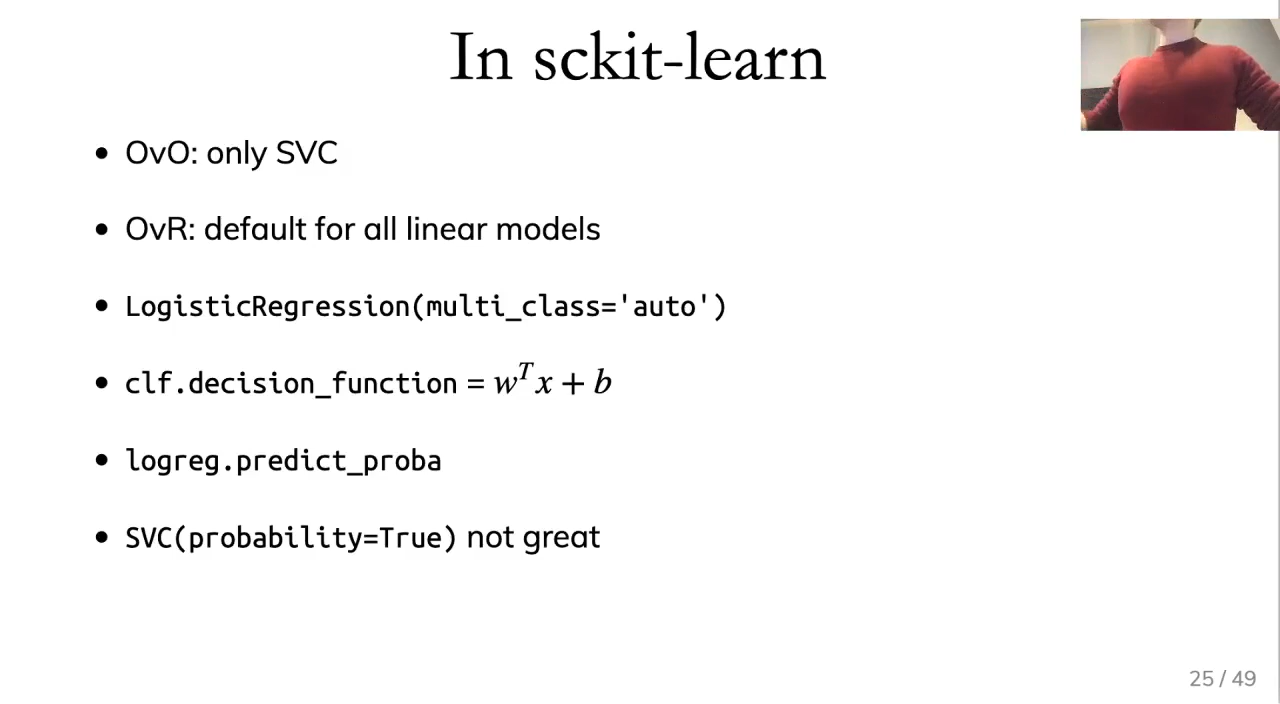 In sckit-learn
• OvO: only SVC
• OvR: default for all linear models
• LogisticRegression(multi_class='auto')
• clf.decision_function = w^T x + b
• logreg.predict_proba
• SVC(probability=True) not great
25 / 49